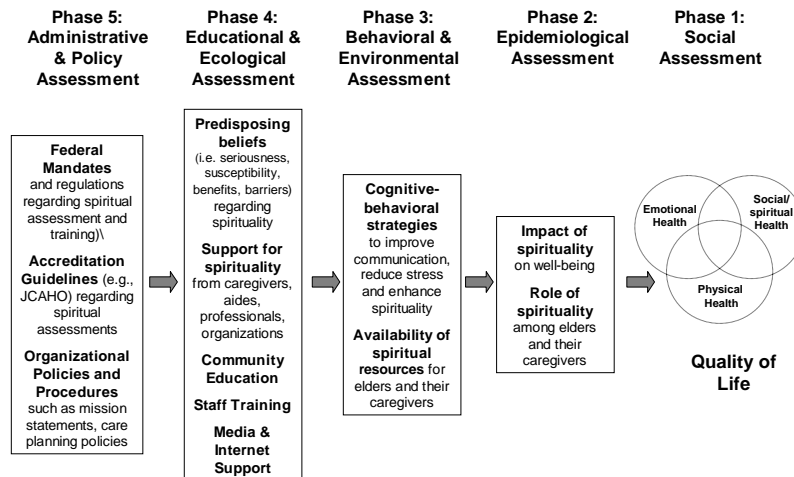 Phase 5:
Administrative
& Policy
Assessment
Phase 4:
Educational &
Ecological
Assessment
Phase 3:
Behavioral &
Environmental
Assessment
Phase 2:
Epidemiological
Assessment
Phase 1:
Social
Assessment
Federal
Mandates
and regulations
regarding spiritual
assessment and
training)\
Accreditation
Guidelines (e.g.,
JCAHO) regarding
spiritual
assessments
Organizational
Policies and
Procedures
such as mission
statements, care
planning policies
Predisposing
beliefs
(i.e. seriousness,
susceptibility,
benefits, barriers)
regarding
spirituality
Support for
spirituality
from caregivers,
aides,
professionals,
organizations
Community
Education
Staff Training
Media &
Internet
Support
Cognitive-
behavioral
strategies
to improve
communication,
reduce stress
and enhance
spirituality
Availability of
spiritual
resources for
elders and their
caregivers
Impact of
spirituality
on well-being
Role of
spirituality
among elders
and their
caregivers
Emotional
Health
Social/
spiritual
Health
Physical
Health
Quality of
Life